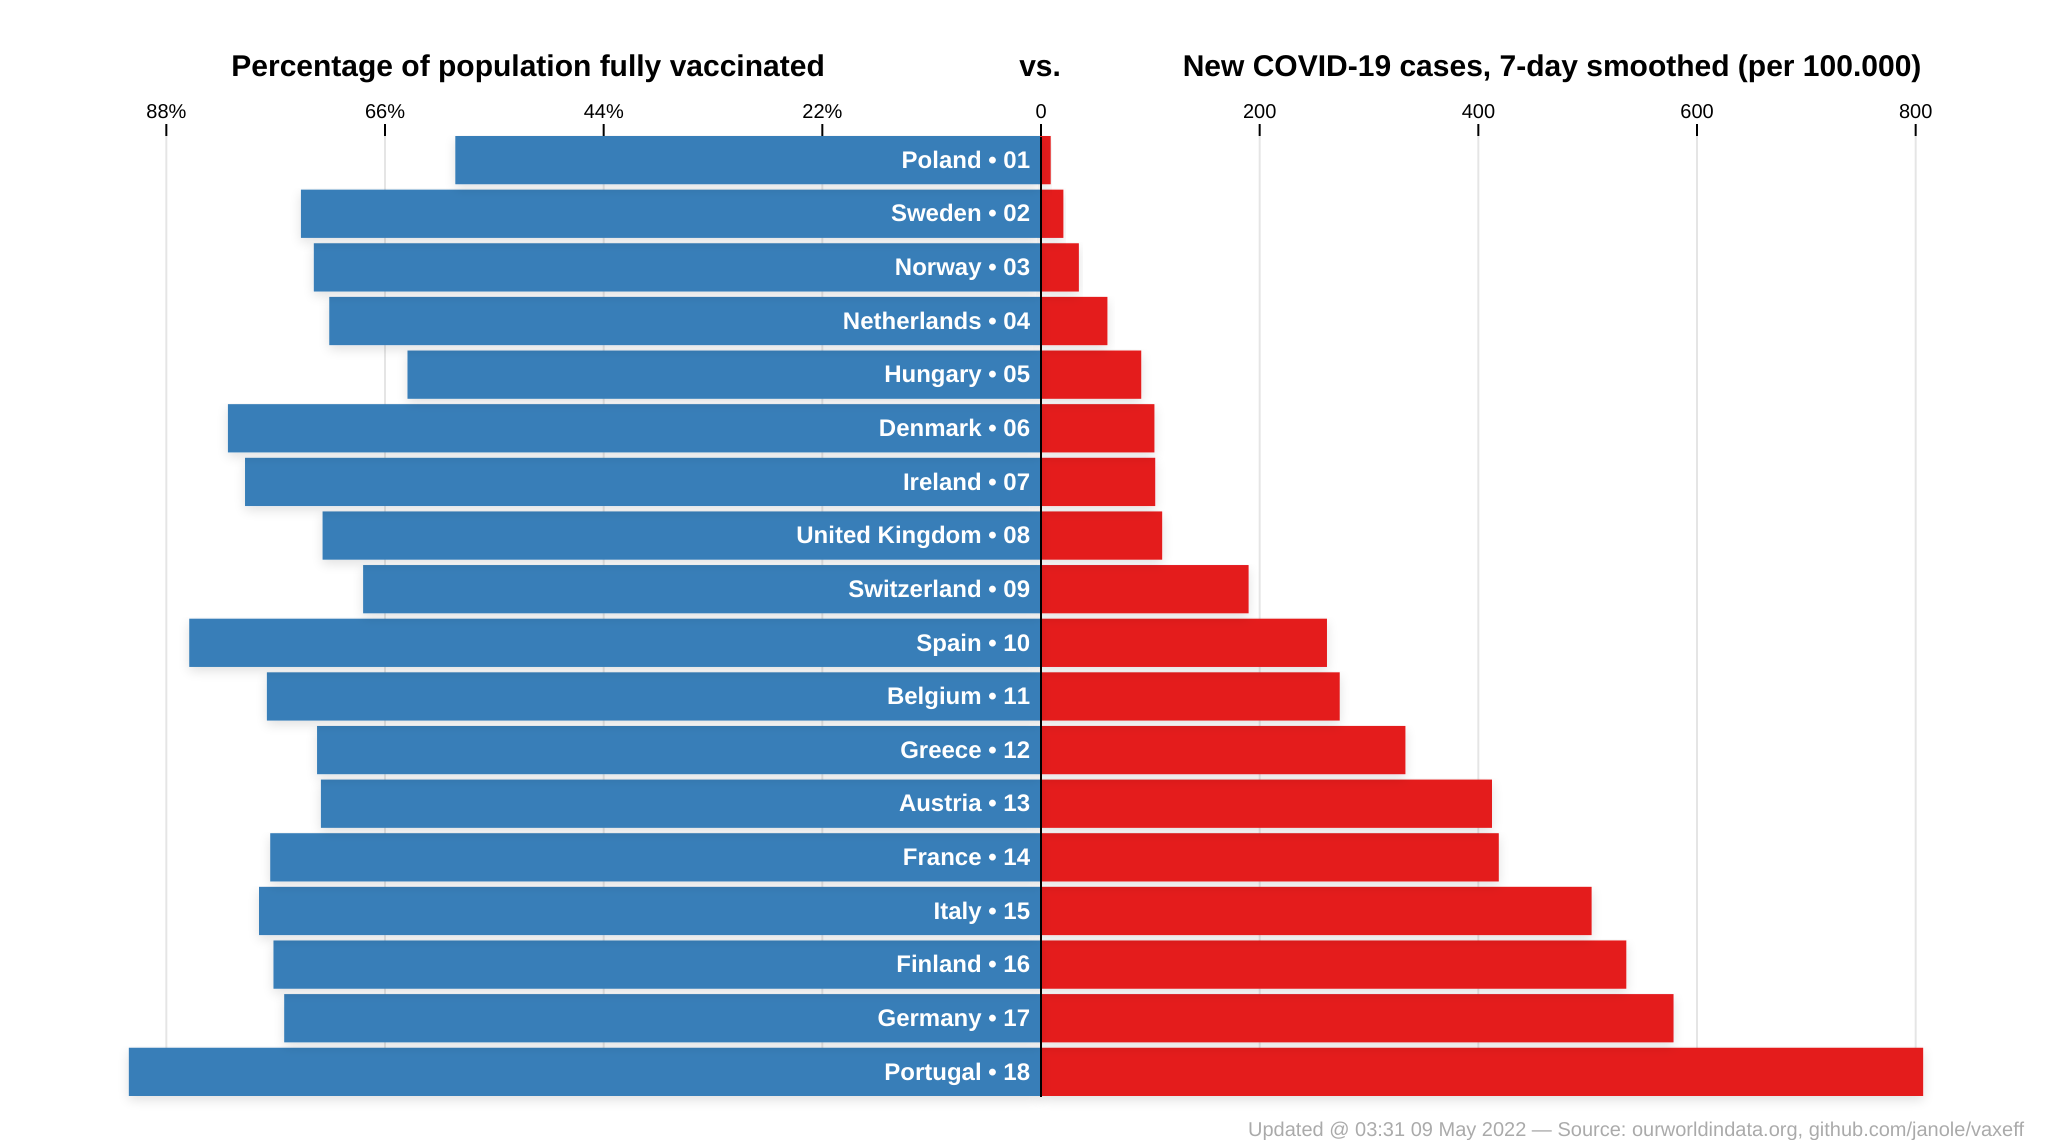 Percentage of population fully vaccinated vs. New COVID-19 cases, 7-day smoothed (per 100.000)
88% 66% 44% 22% 0 200 400 600 800
Poland • 01
Sweden • 02
Norway • 03
Netherlands • 04
Hungary • 05
Denmark • 06
Ireland • 07
United Kingdom • 08
Switzerland • 09
Spain • 10
Belgium • 11
Greece • 12
Austria • 13
France • 14
Italy • 15
Finland • 16
Germany • 17
Portugal • 18
Updated @ 03:31 09 May 2022 — Source: ourworldindata.org, github.com/janole/vaxeff